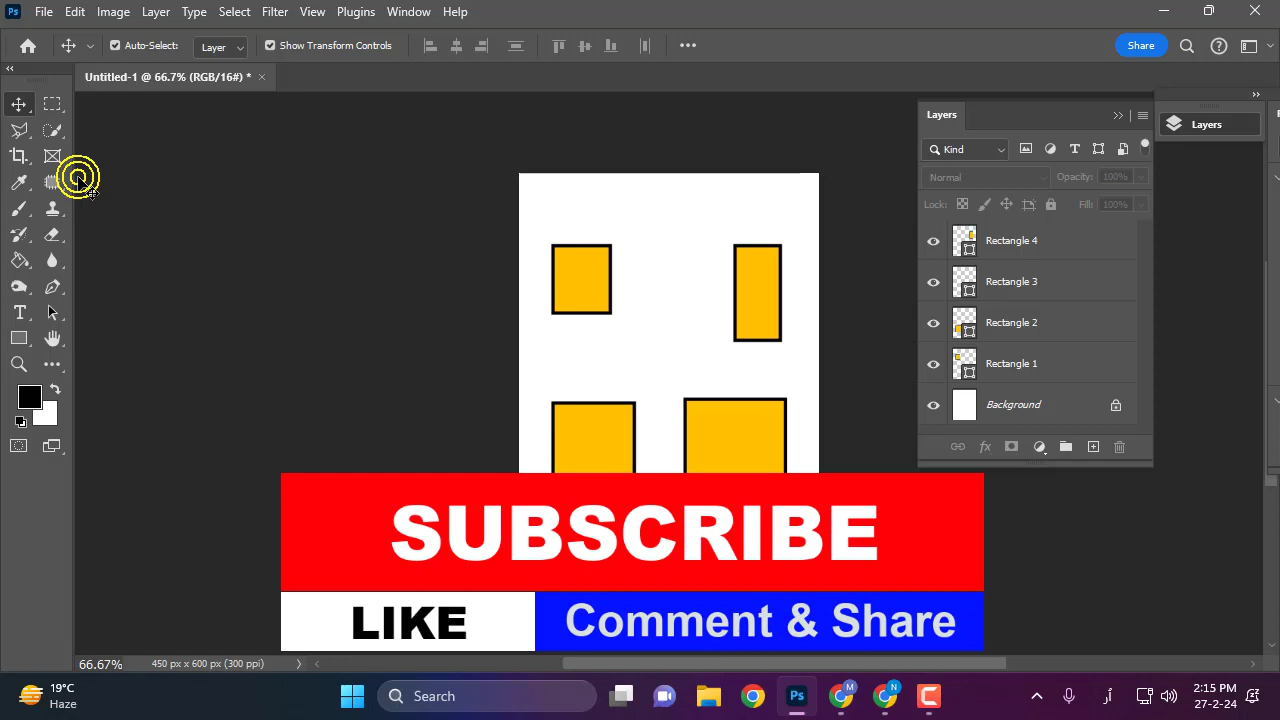 Ps File Edit Image Layer Type Select Filter View Plugins Window Help
Auto-Select: Layer Show Transform Controls Share
Untitled-1 @ 66.7% (RGB/16#) *
Layers
Layers
Kind
Normal Opacity: 100%
Lock: Fill: 100%
Rectangle 4
Rectangle 3
Rectangle 2
Rectangle 1
Background
T
fx
SUBSCRIBE
LIKE
Comment & Share
66.67% 450 px x 600 px (300 ppi)
19°C
Haze
Search
Ps
M
N
2:15 PM
27-2-24